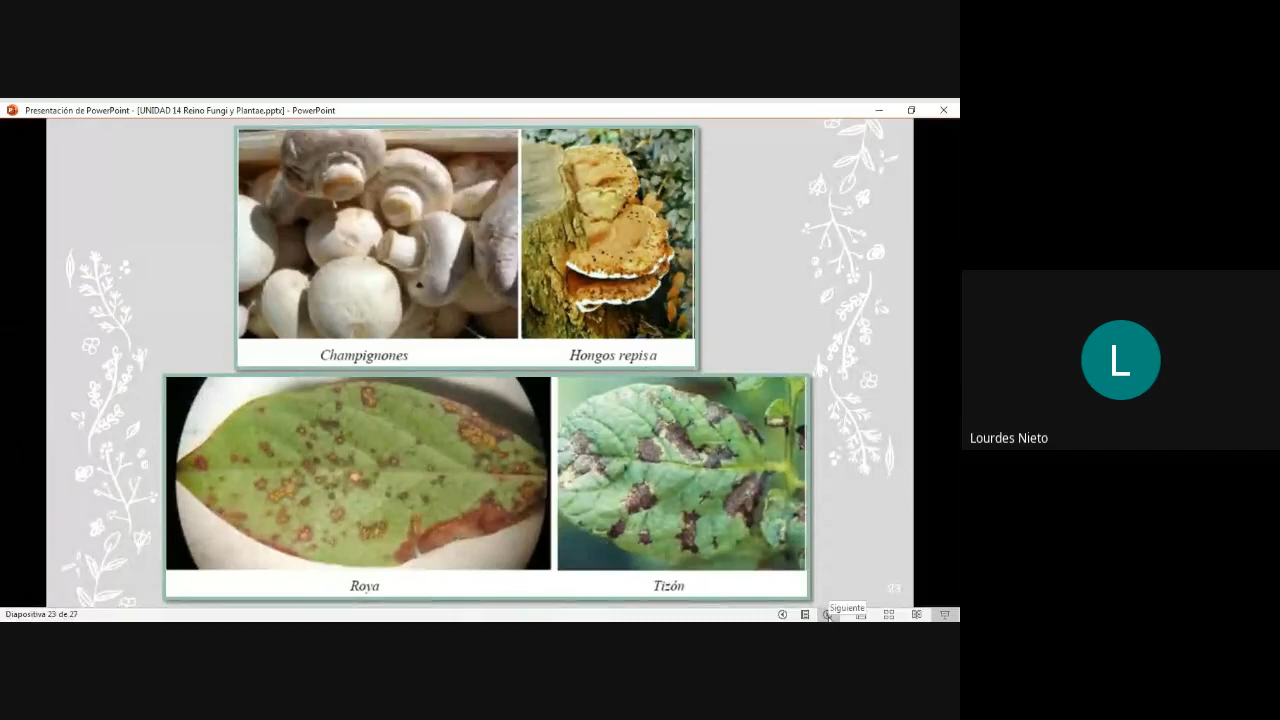 Presentación de PowerPoint - [UNIDAD 14 Reino Fungi y Plantae.pptx] - PowerPoint
Champignones
Hongos repisa
Roya
Tizón
23
Diapositiva 23 de 27
Siguiente
L
Lourdes Nieto